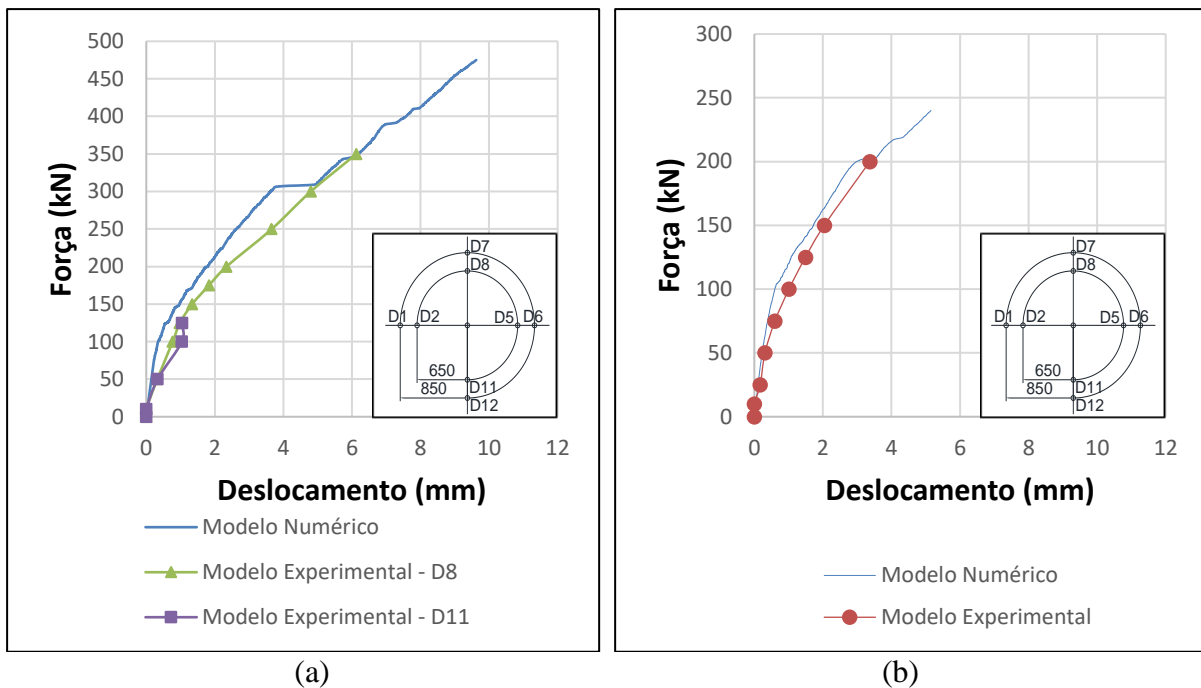 500
450
400
350
300
250
200
150
100
50
0
Força (kN)
0 2 4 6 8 10 12
Deslocamento (mm)
D7
D8
D1 D2 D5 D6
650
850
D11
D12
Modelo Numérico
Modelo Experimental - D8
Modelo Experimental - D11
(a)
300
250
200
150
100
50
0
Força (kN)
0 2 4 6 8 10 12
Deslocamento (mm)
D7
D8
D1 D2 D5 D6
650
850
D11
D12
Modelo Numérico
Modelo Experimental
(b)